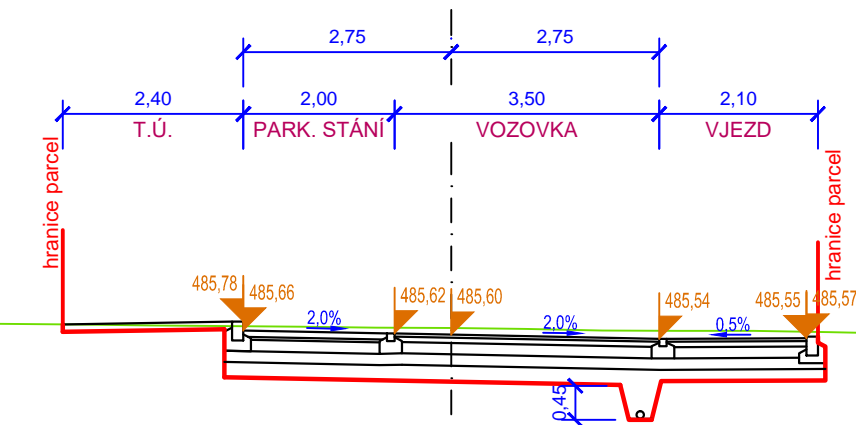 2,75 2,75
2,40 2,00 3,50 2,10
T.Ú. PARK. STÁNÍ VOZOVKA VJEZD
hranice parcel
hranice parcel
485,78 485,66 485,62 485,60 485,54 485,55 485,57
2,0% 2,0% 0,5%
0,45